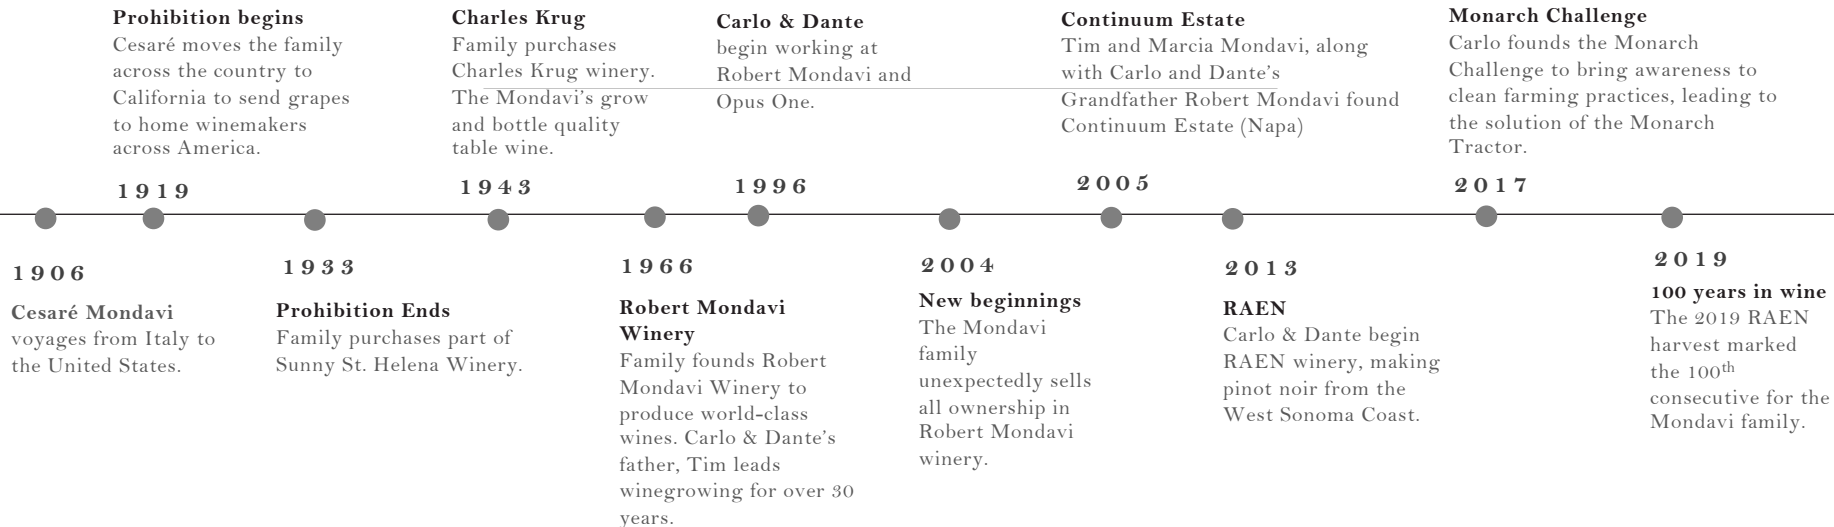 Prohibition begins
Cesaré moves the family
across the country to
California to send grapes
to home winemakers
across America.
1919
Charles Krug
Family purchases
Charles Krug winery.
The Mondavi’s grow
and bottle quality
table wine.
1943
Carlo & Dante
begin working at
Robert Mondavi and
Opus One.
1996
Continuum Estate
Tim and Marcia Mondavi, along
with Carlo and Dante’s
Grandfather Robert Mondavi found
Continuum Estate (Napa)
2005
Monarch Challenge
Carlo founds the Monarch
Challenge to bring awareness to
clean farming practices, leading to
the solution of the Monarch
Tractor.
2017
1906
Cesaré Mondavi
voyages from Italy to
the United States.
1933
Prohibition Ends
Family purchases part of
Sunny St. Helena Winery.
1966
Robert Mondavi
Winery
Family founds Robert
Mondavi Winery to
produce world-class
wines. Carlo & Dante’s
father, Tim leads
winegrowing for over 30
years.
2004
New beginnings
The Mondavi
family
unexpectedly sells
all ownership in
Robert Mondavi
winery.
2013
RAEN
Carlo & Dante begin
RAEN winery, making
pinot noir from the
West Sonoma Coast.
2019
100 years in wine
The 2019 RAEN
harvest marked
the 100th
consecutive for the
Mondavi family.